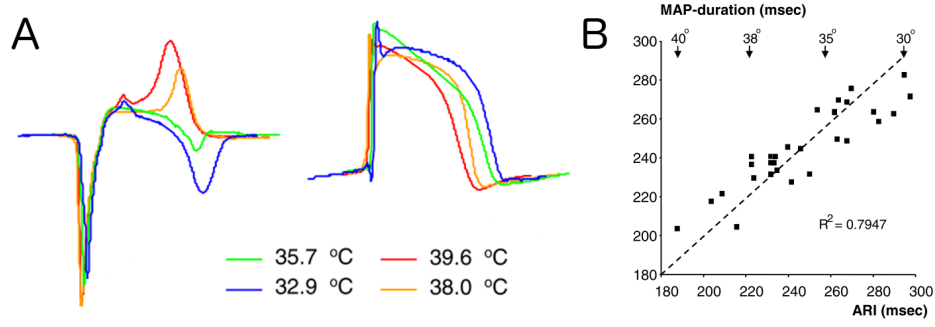 A
35.7 °C
39.6 °C
32.9 °C
38.0 °C
B
MAP-duration (msec)
40° 38° 35° 30°
300
280
260
240
220
200
180
R² = 0.7947
180 200 220 240 260 280 300
ARI (msec)